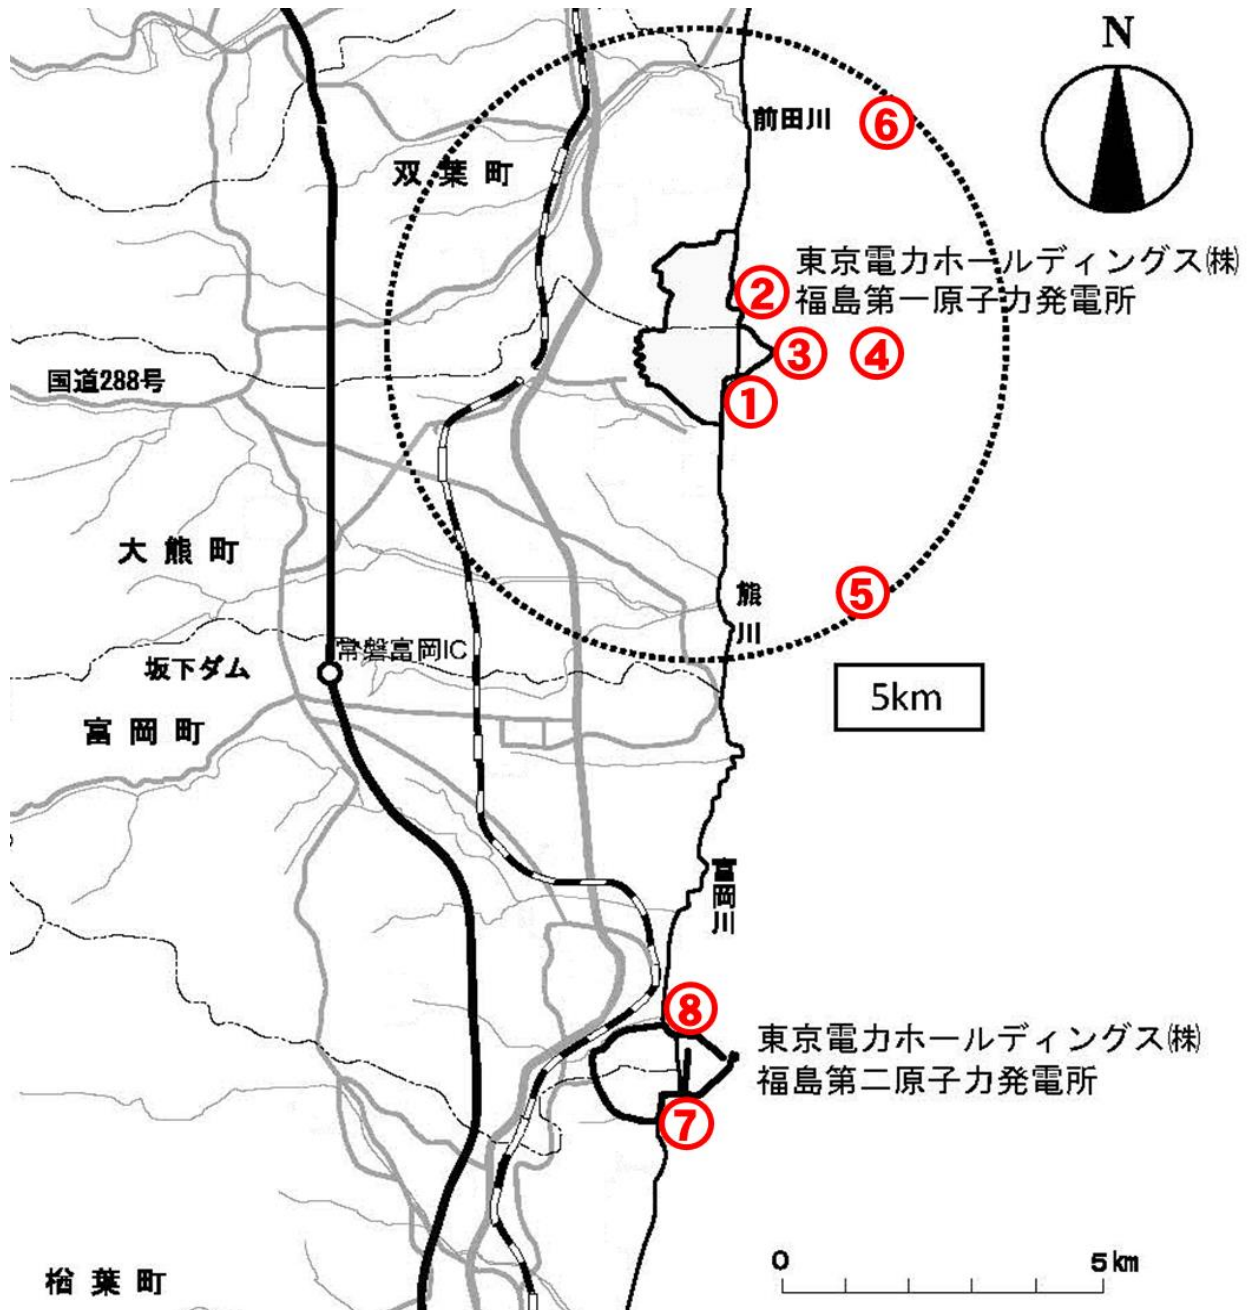 N
前田川
⑥
双葉町
東京電力ホールディングス㈱
② 福島第一原子力発電所
③
④
国道288号
①
大熊町
熊川
⑤
常磐富岡IC
坂下ダム
5km
富岡町
富岡川
⑧
東京電力ホールディングス㈱
福島第二原子力発電所
⑦
0
5km
楢葉町